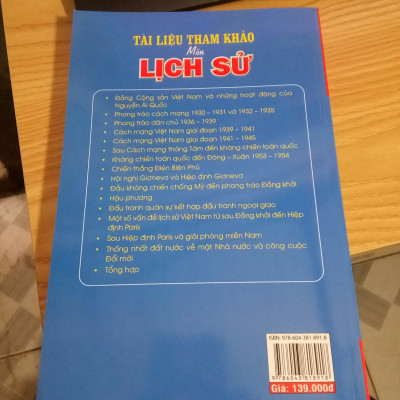 TÀI LIỆU THAM KHẢO
Môn
LỊCH SỬ
• Đảng Cộng sản Việt Nam và những hoạt động của
Nguyễn Ái Quốc
• Phong trào cách mạng 1930 - 1931 và 1932 - 1935
• Phong trào dân chủ 1936 - 1939
• Cách mạng Việt Nam giai đoạn 1939 - 1941
• Cách mạng Việt Nam giai đoạn 1941 - 1945
• Sau Cách mạng tháng Tám đến kháng chiến toàn quốc
• Kháng chiến toàn quốc đến Đông - Xuân 1953 - 1954
• Chiến thắng Điện Biên Phủ
• Hội nghị Giơnevơ và Hiệp định Giơnevơ
• Đầu kháng chiến chống Mỹ đến phong trào Đồng khởi
• Hậu phương
• Đấu tranh quân sự kết hợp đấu tranh ngoại giao
• Một số vấn đề lịch sử Việt Nam từ sau Đồng khởi đến Hiệp
định Paris
• Sau Hiệp định Paris và giải phóng miền Nam
• Thống nhất đất nước về mặt Nhà nước và công cuộc
Đổi mới
• Tổng hợp
ISBN: 978-604-381-891-8
9 786043 818918
Giá: 139.000đ